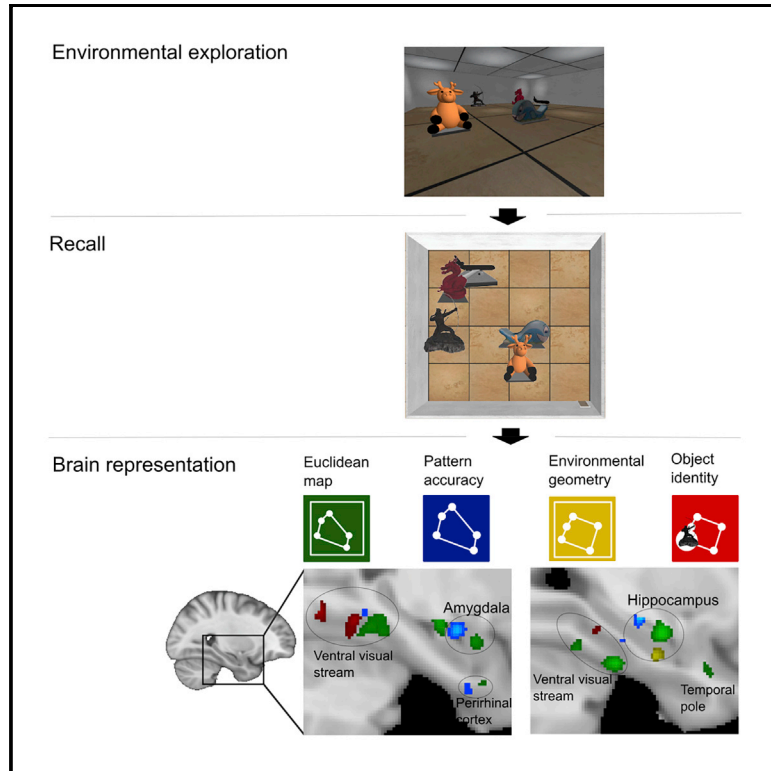 Environmental exploration
Recall
Brain representation
Euclidean
map
Pattern
accuracy
Environmental
geometry
Object
identity
Amygdala
Ventral visual
stream
Perirhinal
cortex
Hippocampus
Ventral visual
stream
Temporal
pole